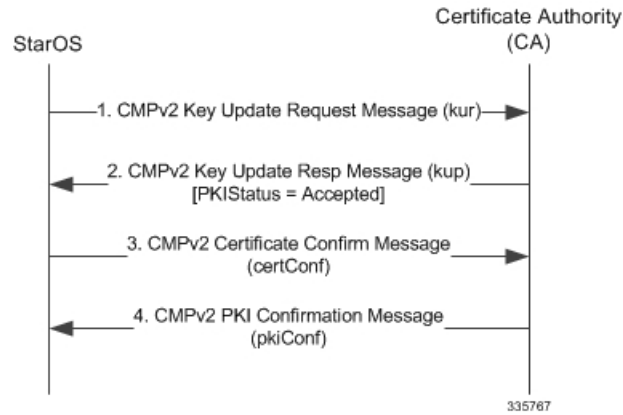 StarOS
Certificate Authority
(CA)
1. CMPv2 Key Update Request Message (kur)
2. CMPv2 Key Update Resp Message (kup)
[PKIStatus = Accepted]
3. CMPv2 Certificate Confirm Message
(certConf)
4. CMPv2 PKI Confirmation Message
(pkiConf)
335767